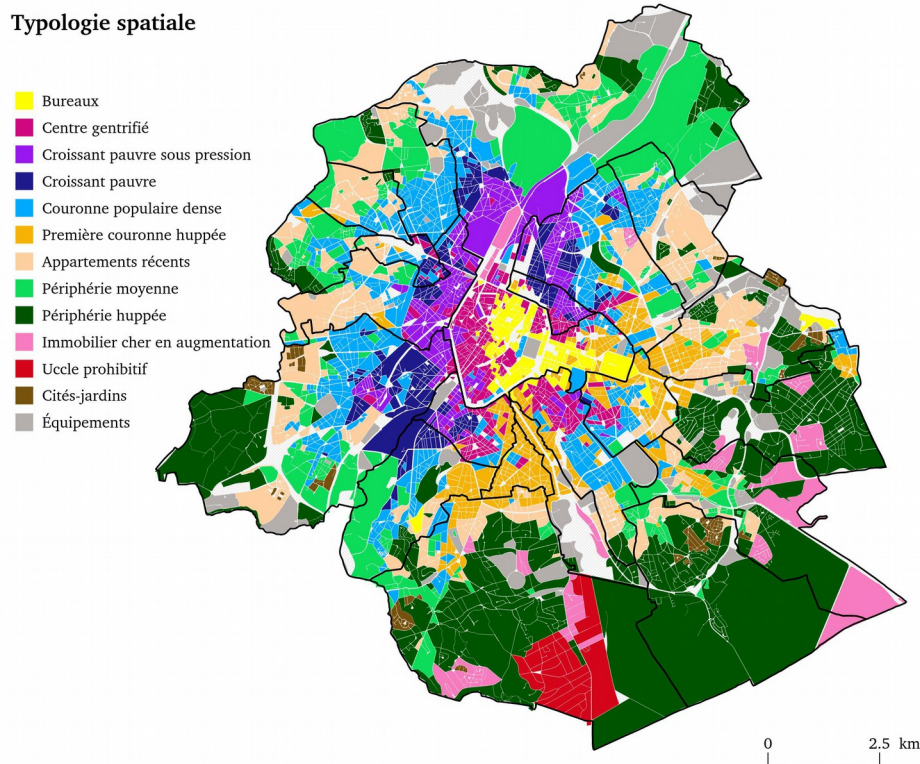 Typologie spatiale
Bureaux
Centre gentrifié
Croissant pauvre sous pression
Croissant pauvre
Couronne populaire dense
Première couronne huppée
Appartements récents
Périphérie moyenne
Périphérie huppée
Immobilier cher en augmentation
Uccle prohibitif
Cités-jardins
Équipements
0 2.5 km